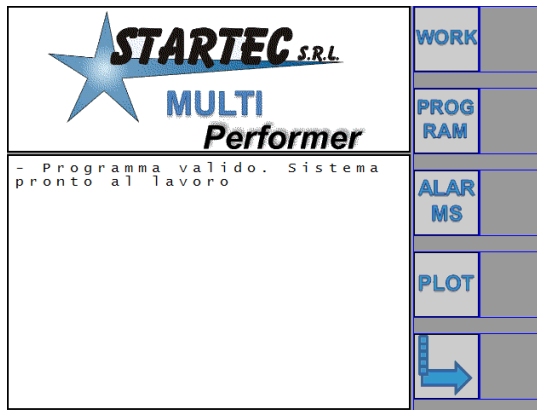 STARTEC S.R.L.
MULTI
Performer
- Programma valido. Sistema
pronto al lavoro
WORK
PROG
RAM
ALAR
MS
PLOT